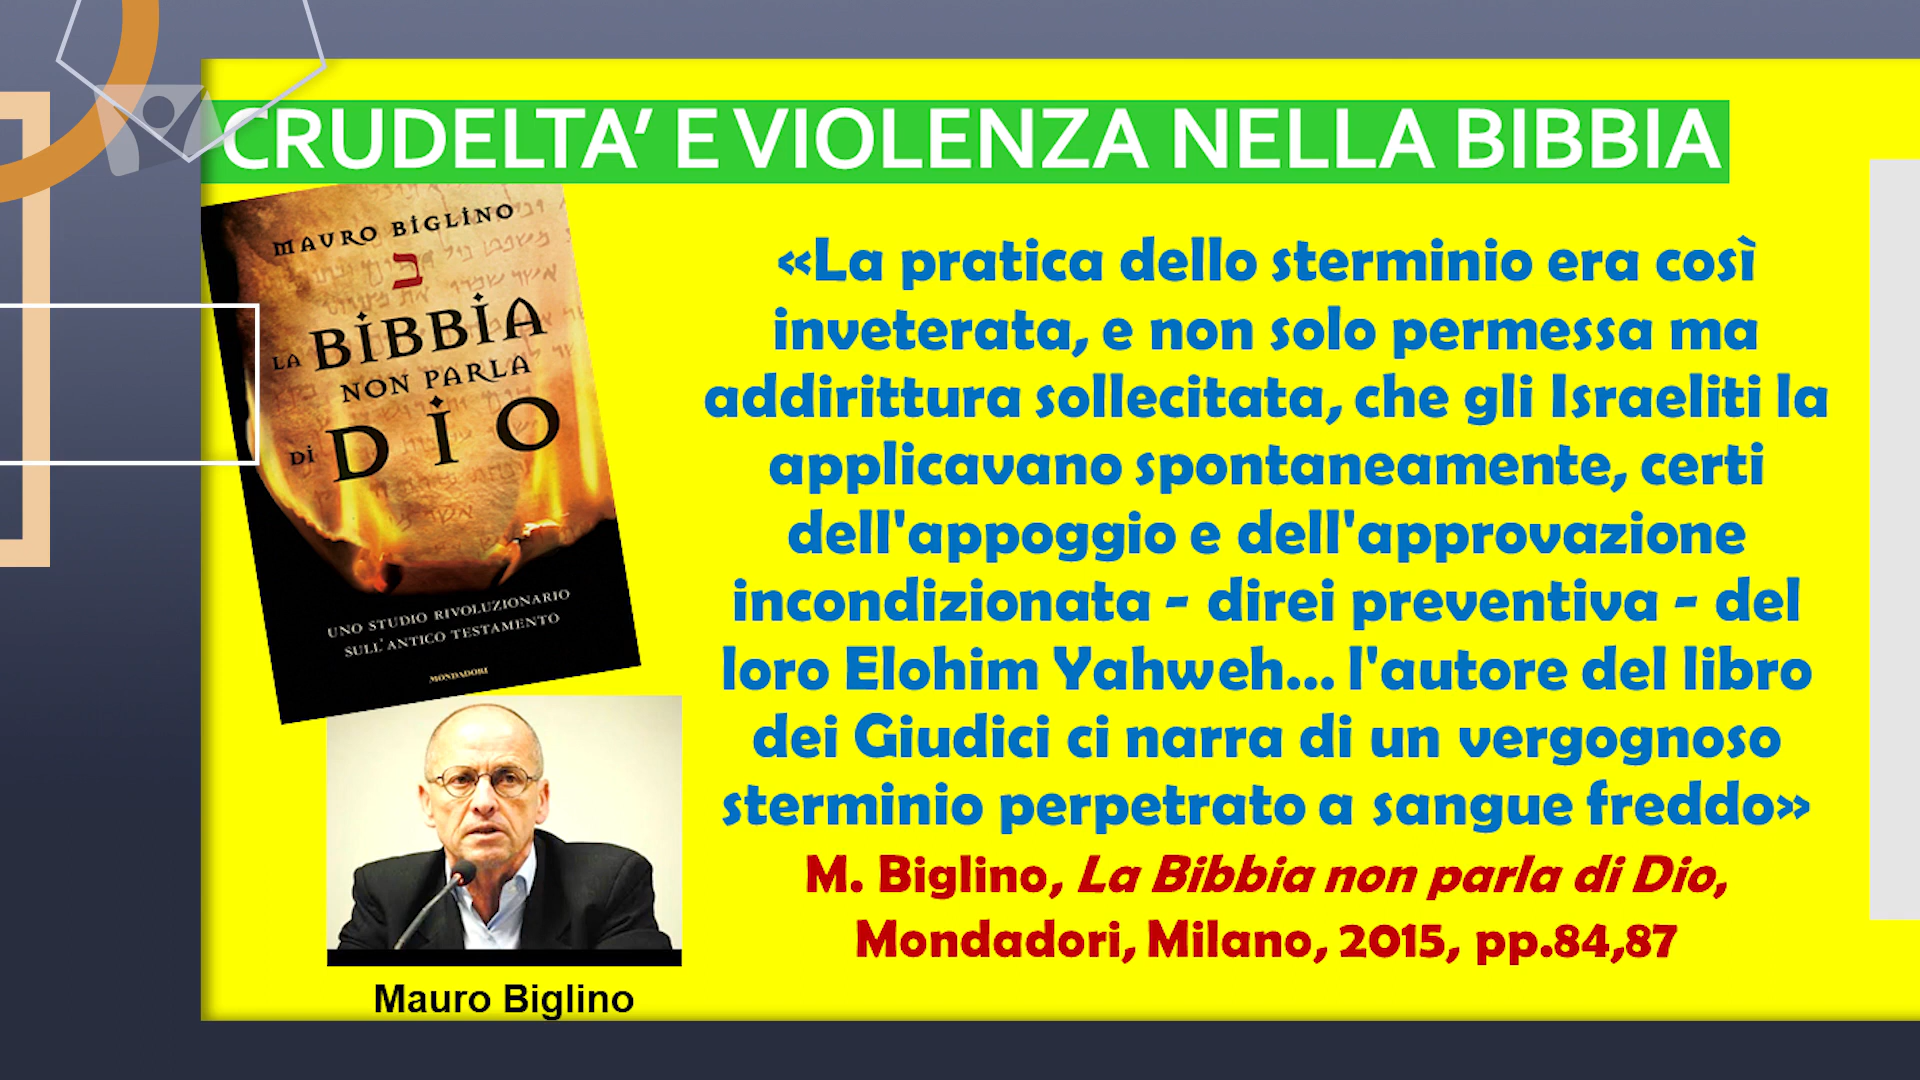 CRUDELTA’ E VIOLENZA NELLA BIBBIA
MAURO BIGLINO
ב
LA BIBBIA
NON PARLA
DI DIO
UNO STUDIO RIVOLUZIONARIO
SULL'ANTICO TESTAMENTO
MONDADORI
«La pratica dello sterminio era così
inveterata, e non solo permessa ma
addirittura sollecitata, che gli Israeliti la
applicavano spontaneamente, certi
dell'appoggio e dell'approvazione
incondizionata - direi preventiva - del
loro Elohim Yahweh... l'autore del libro
dei Giudici ci narra di un vergognoso
sterminio perpetrato a sangue freddo»
M. Biglino, La Bibbia non parla di Dio,
Mondadori, Milano, 2015, pp.84,87
Mauro Biglino